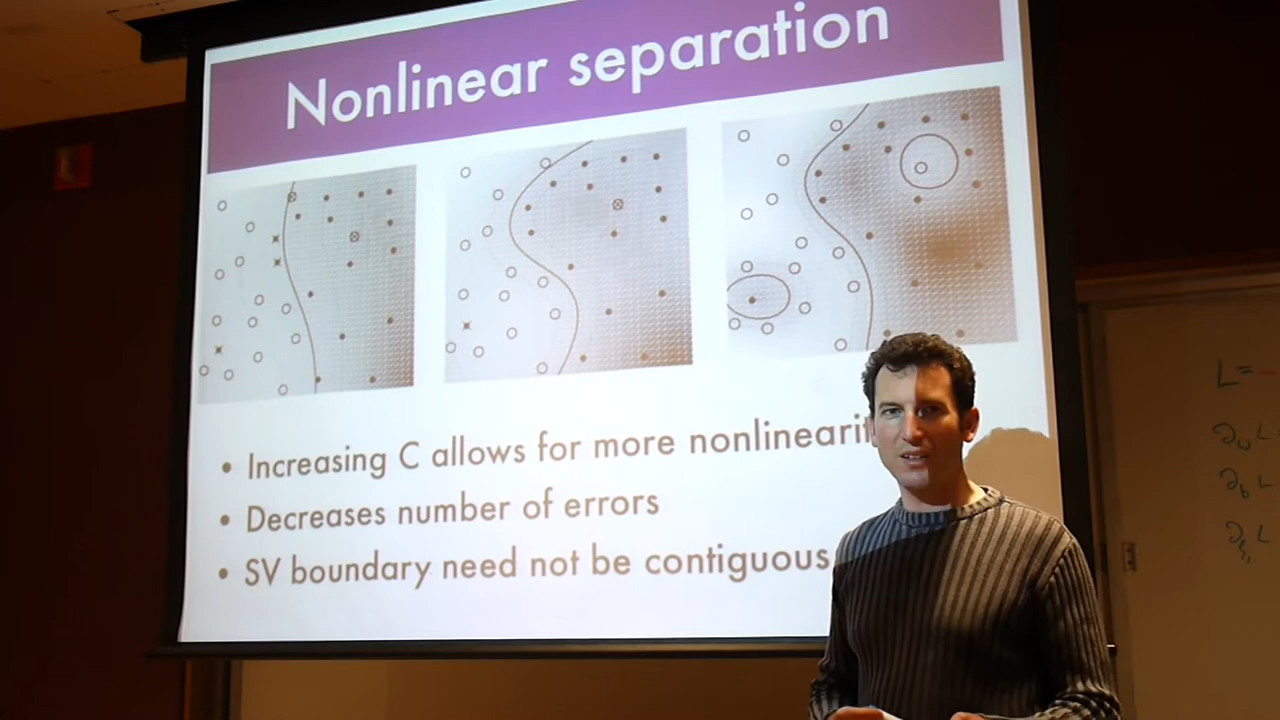 Nonlinear separation
• Increasing C allows for more nonlinearit
• Decreases number of errors
• SV boundary need not be contiguous
L=
∂
L
∂b L
∂
L